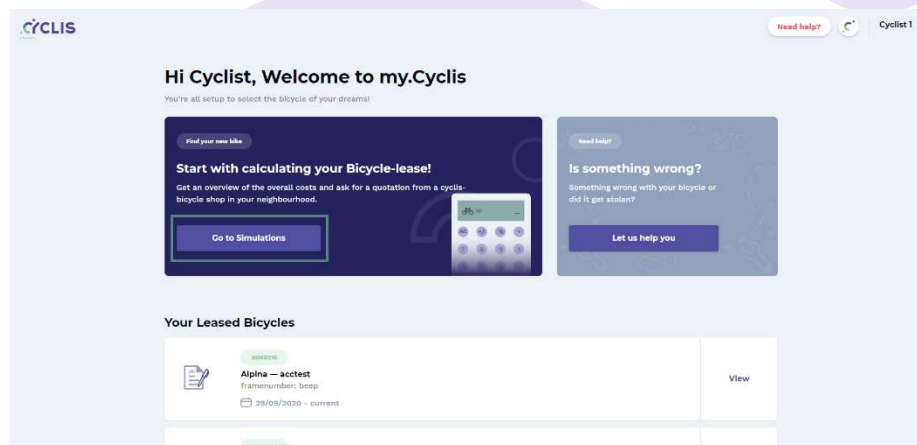 CYCLIS
Need help?
Cyclist 1
Hi Cyclist, Welcome to my.Cyclis
You're all setup to select the bicycle of your dreams!
Find your new bike
Start with calculating your Bicycle-lease!
Get an overview of the overall costs and ask for a quotation from a cyclis-
bicycle shop in your neighbourhood.
Go to Simulations
Need help?
Is something wrong?
Something wrong with your bicycle or
did it get stolen?
Let us help you
Your Leased Bicycles
Alpina — acctest
framenumber: beep
25/09/2020 - current
View